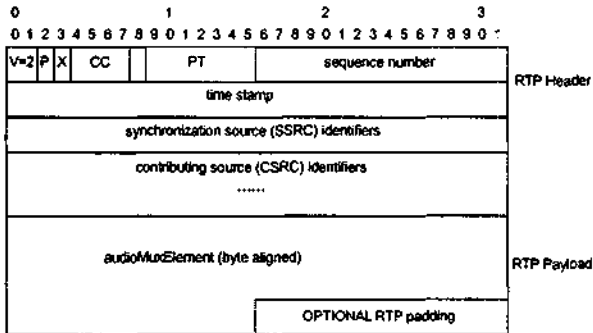 0 1 2 3
0 1 2 3 4 5 6 7 8 9 0 1 2 3 4 5 6 7 8 9 0 1 2 3 4 5 6 7 8 9 0 1
V=2 P X CC PT sequence number
RTP Header
time stamp
synchronization source (SSRC) identifiers
contributing source (CSRC) identifiers
......
audioMuxElement (byte aligned)
RTP Payload
OPTIONAL RTP padding